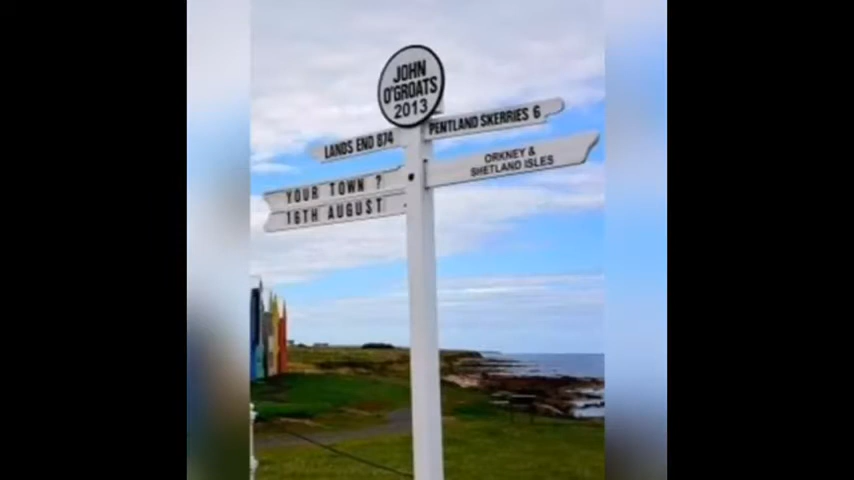 JOHN
O'GROATS
2013
LANDS END 874
PENTLAND SKERRIES 6
YOUR TOWN ?
16TH AUGUST
ORKNEY &
SHETLAND ISLES